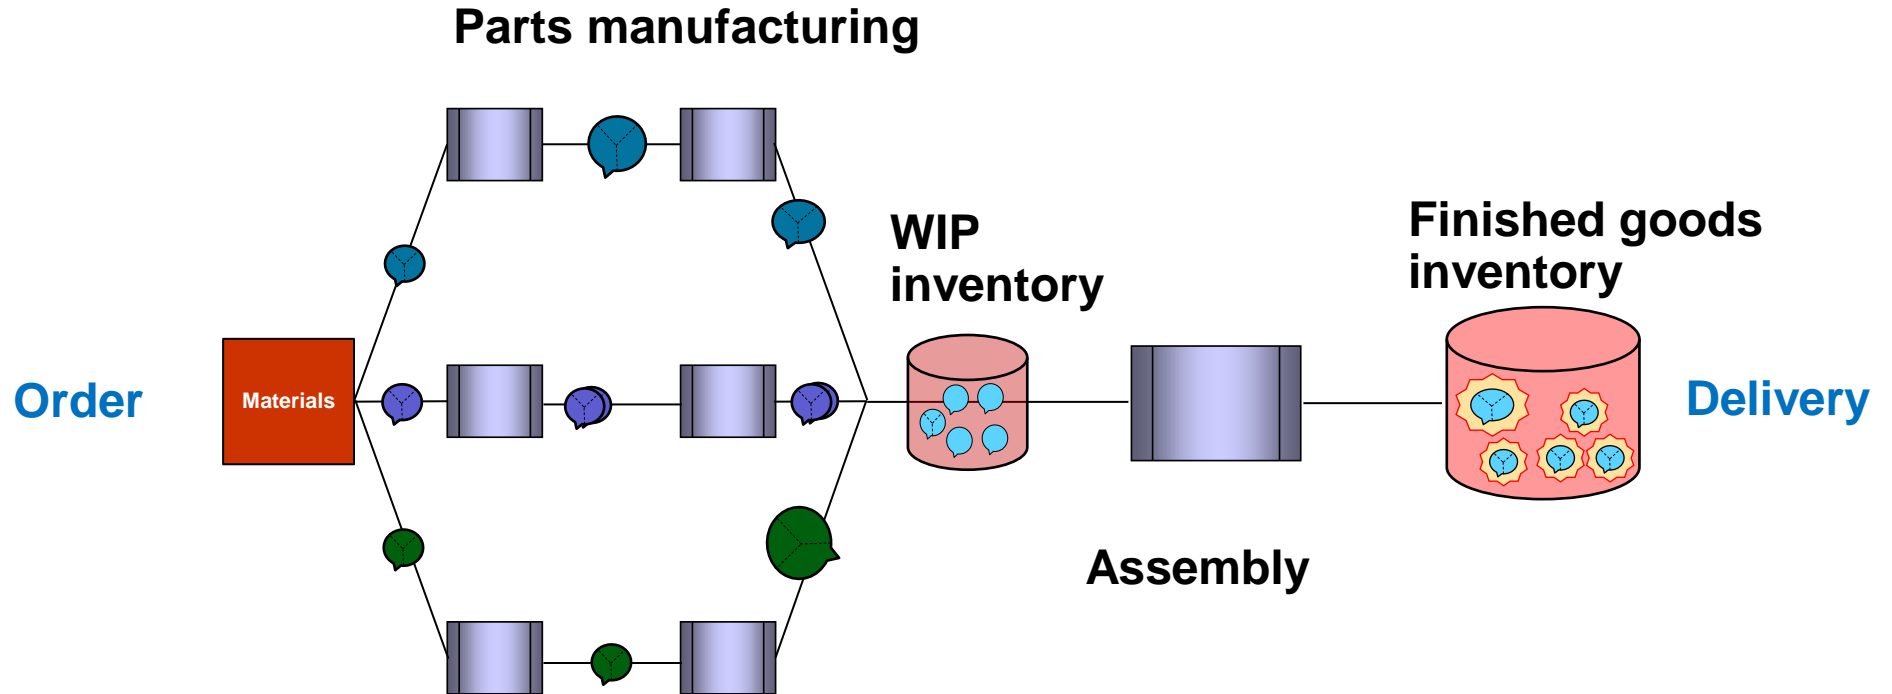 Parts manufacturing
WIP
inventory
Finished goods
inventory
Order
Materials
Delivery
Assembly